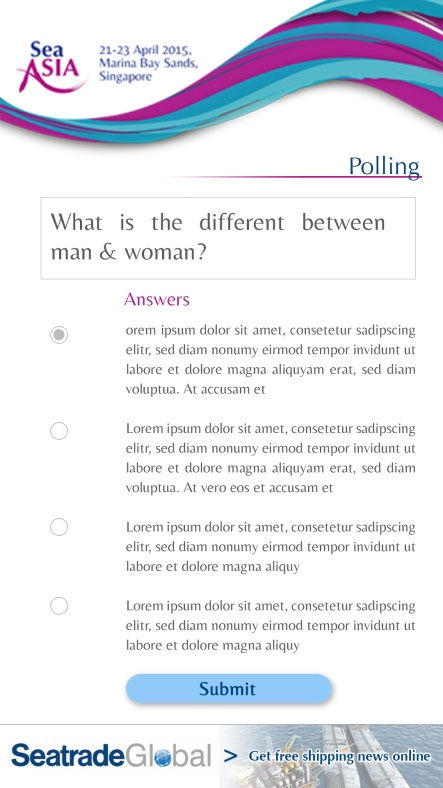 Sea
ASIA
21-23 April 2015,
Marina Bay Sands,
Singapore
Polling
What is the different between
man & woman?
Answers
orem ipsum dolor sit amet, consetetur sadipscing
elitr, sed diam nonumy eirmod tempor invidunt ut
labore et dolore magna aliquyam erat, sed diam
voluptua. At accusam et
Lorem ipsum dolor sit amet, consetetur sadipscing
elitr, sed diam nonumy eirmod tempor invidunt ut
labore et dolore magna aliquyam erat, sed diam
voluptua. At vero eos et accusam et
Lorem ipsum dolor sit amet, consetetur sadipscing
elitr, sed diam nonumy eirmod tempor invidunt ut
labore et dolore magna aliquy
Lorem ipsum dolor sit amet, consetetur sadipscing
elitr, sed diam nonumy eirmod tempor invidunt ut
labore et dolore magna aliquy
Submit
SeatradeGlobal > Get free shipping news online